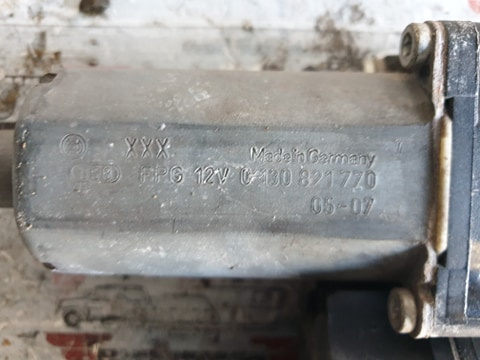 XXX Made in Germany
FPG 12V 0 130 821 770
05-07